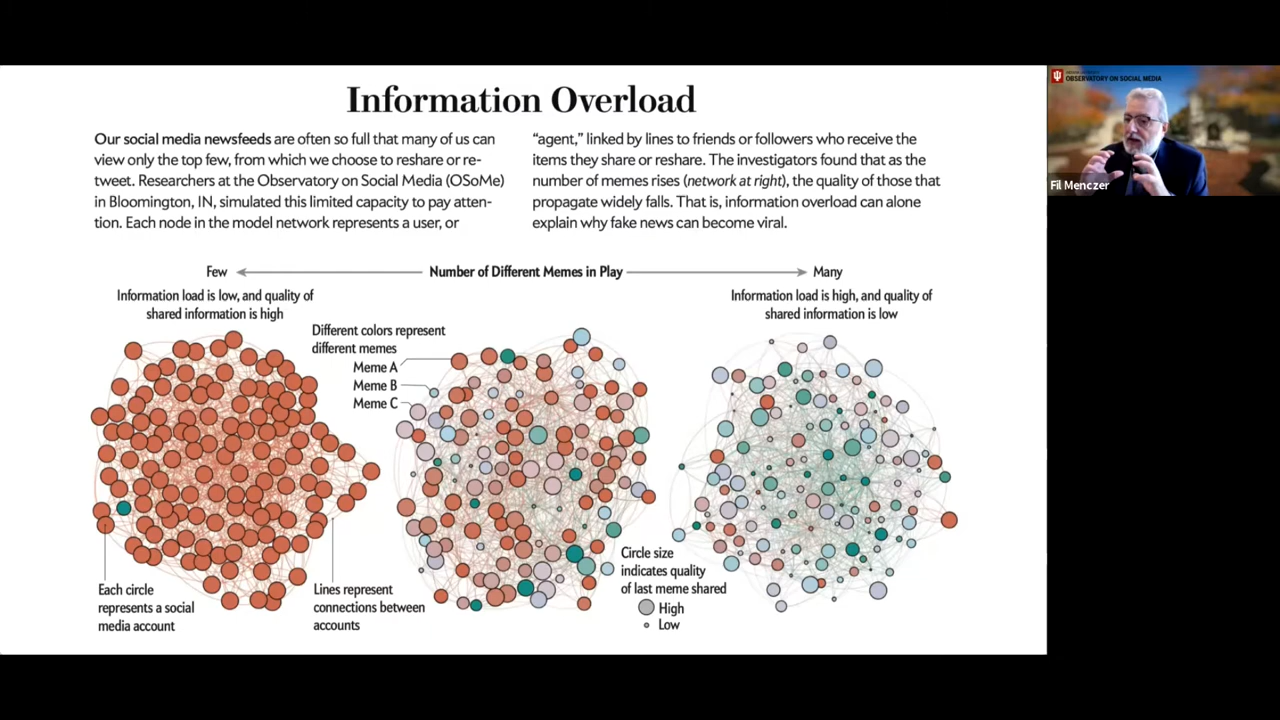 Information Overload
Our social media newsfeeds are often so full that many of us can
view only the top few, from which we choose to reshare or re-
tweet. Researchers at the Observatory on Social Media (OSoMe)
in Bloomington, IN, simulated this limited capacity to pay atten-
tion. Each node in the model network represents a user, or
“agent,” linked by lines to friends or followers who receive the
items they share or reshare. The investigators found that as the
number of memes rises (network at right), the quality of those that
propagate widely falls. That is, information overload can alone
explain why fake news can become viral.
Few
Number of Different Memes in Play
Many
Information load is low, and quality of
shared information is high
Information load is high, and quality of
shared information is low
Different colors represent
different memes
Meme A
Meme B
Meme C
Each circle
represents a social
media account
Lines represent
connections between
accounts
Circle size
indicates quality
of last meme shared
High
Low
OBSERVATORY ON SOCIAL MEDIA
Fil Menczer